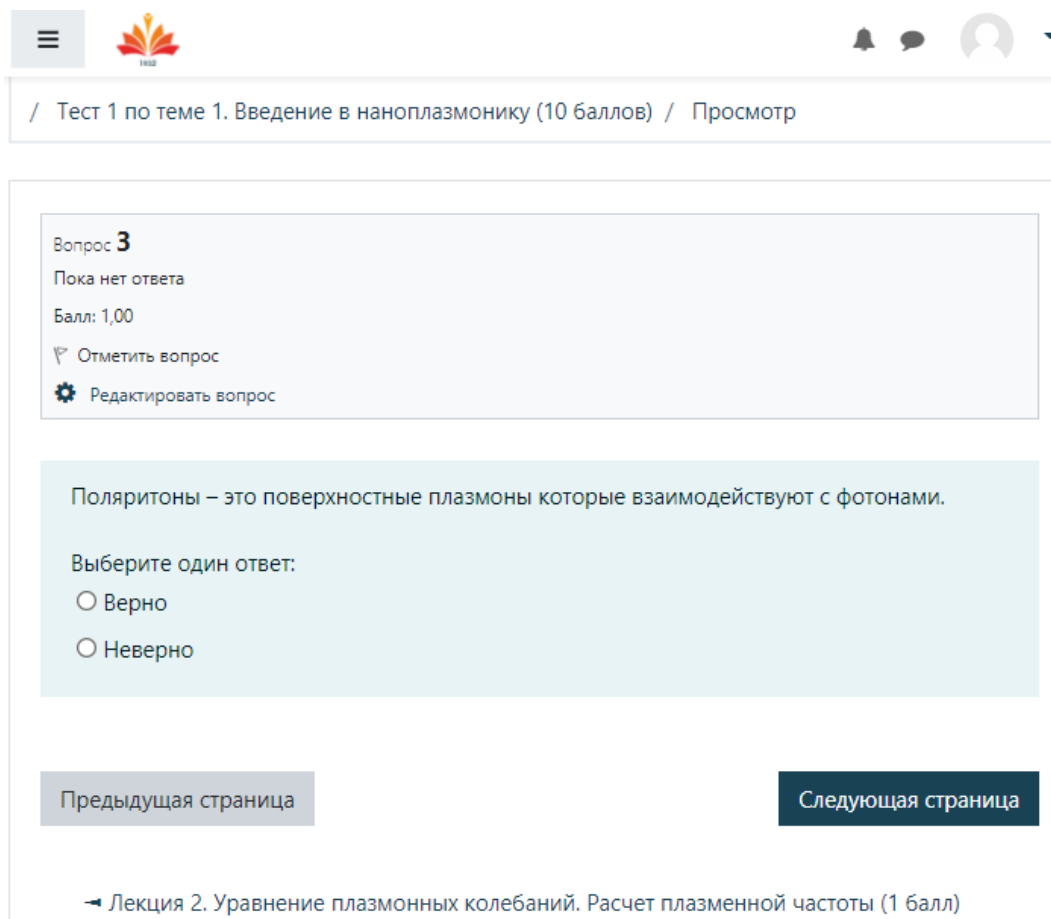 1932
/ Тест 1 по теме 1. Введение в наноплазмонику (10 баллов) / Просмотр
Вопрос 3
Пока нет ответа
Балл: 1,00
Отметить вопрос
Редактировать вопрос
Поляритоны – это поверхностные плазмоны которые взаимодействуют с фотонами.
Выберите один ответ:
Верно
Неверно
Предыдущая страница
Следующая страница
Лекция 2. Уравнение плазмонных колебаний. Расчет плазменной частоты (1 балл)